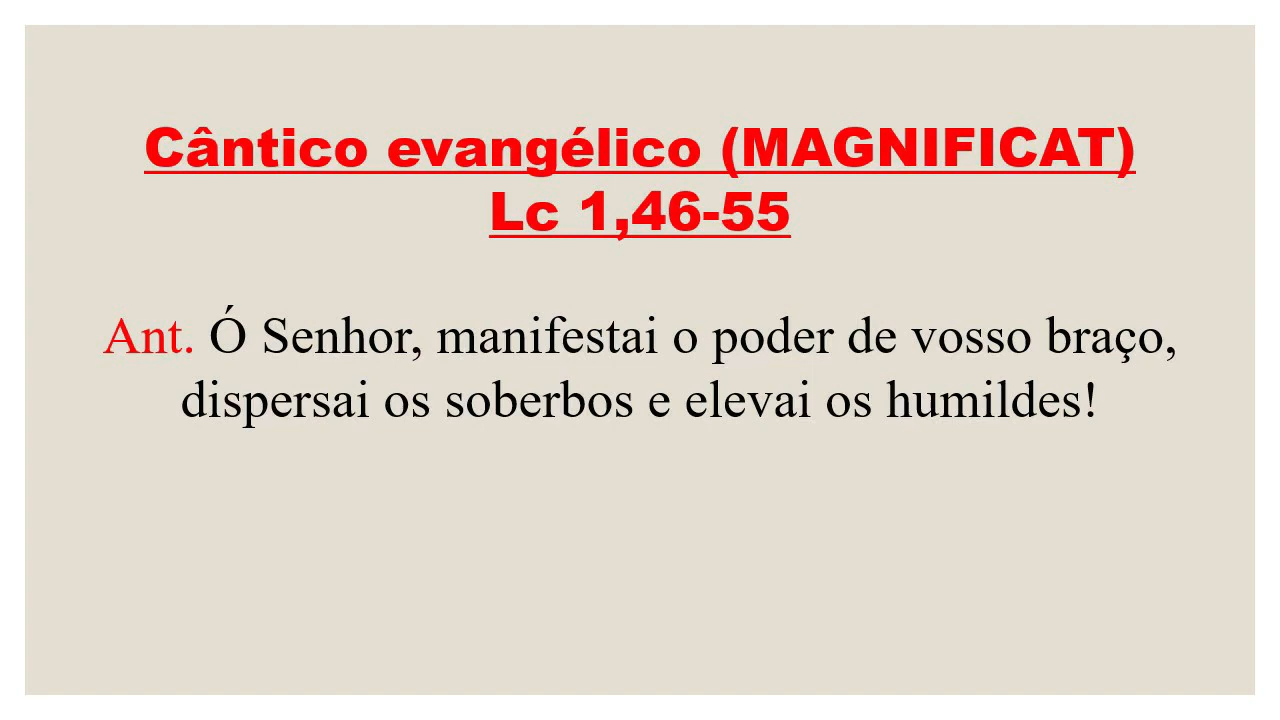 Cântico evangélico (MAGNIFICAT)
Lc 1,46-55
Ant. Ó Senhor, manifestai o poder de vosso braço,
dispersai os soberbos e elevai os humildes!